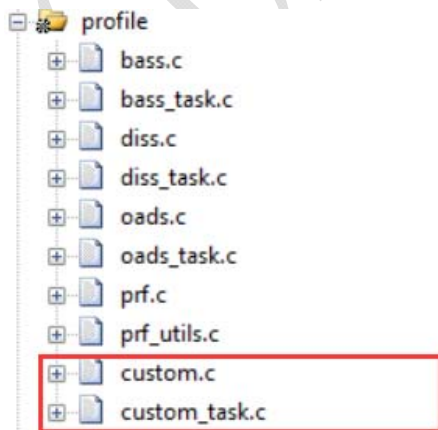 profile
bass.c
bass_task.c
diss.c
diss_task.c
oads.c
oads_task.c
prf.c
prf_utils.c
custom.c
custom_task.c